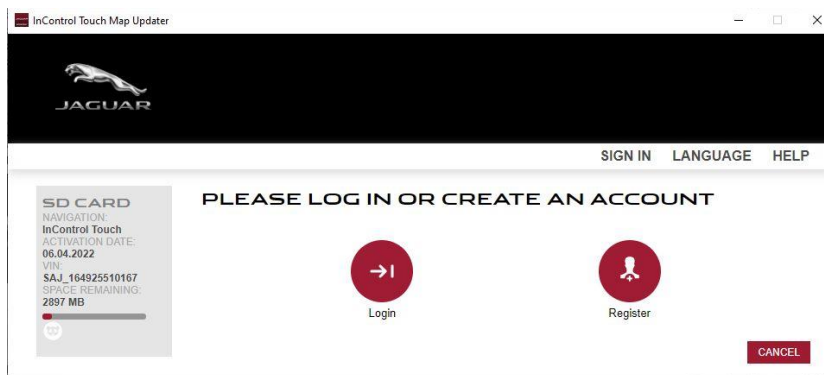 InControl Touch Map Updater
JAGUAR
SIGN IN LANGUAGE HELP
SD CARD
NAVIGATION:
InControl Touch
ACTIVATION DATE:
06.04.2022
VIN:
SAJ_164925510167
SPACE REMAINING:
2897 MB
PLEASE LOG IN OR CREATE AN ACCOUNT
Login
Register
CANCEL